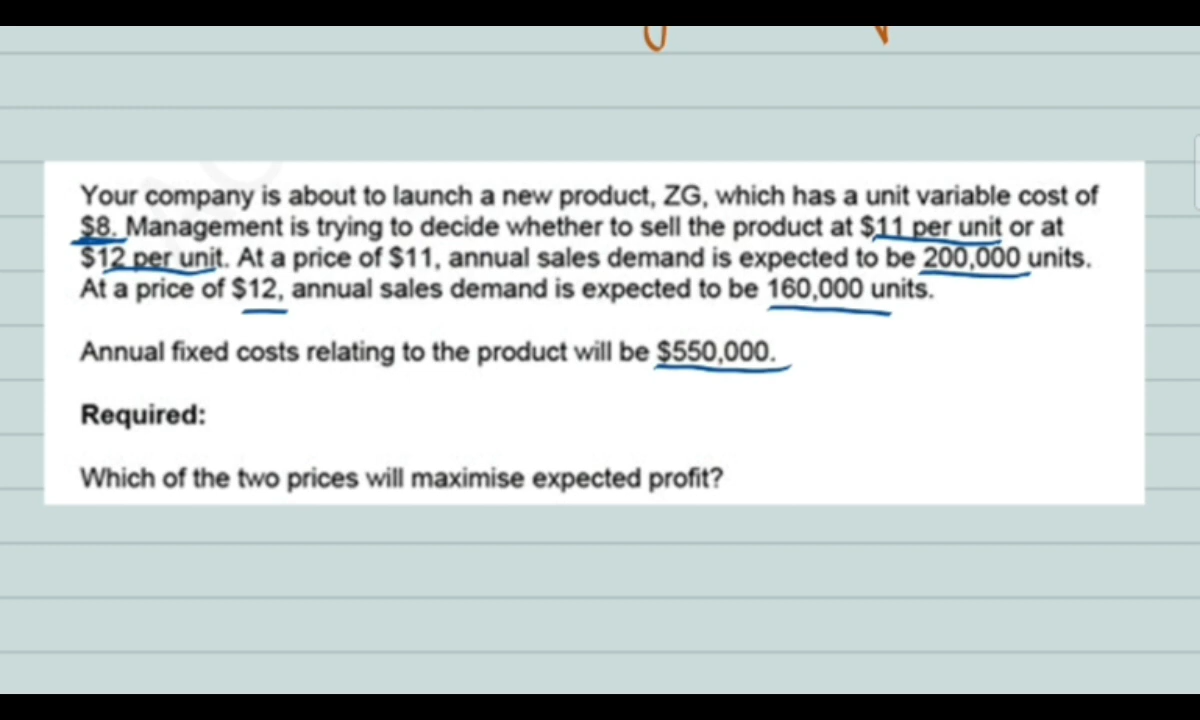 Your company is about to launch a new product, ZG, which has a unit variable cost of
$8. Management is trying to decide whether to sell the product at $11 per unit or at
$12 per unit. At a price of $11, annual sales demand is expected to be 200,000 units.
At a price of $12, annual sales demand is expected to be 160,000 units.
Annual fixed costs relating to the product will be $550,000.
Required:
Which of the two prices will maximise expected profit?